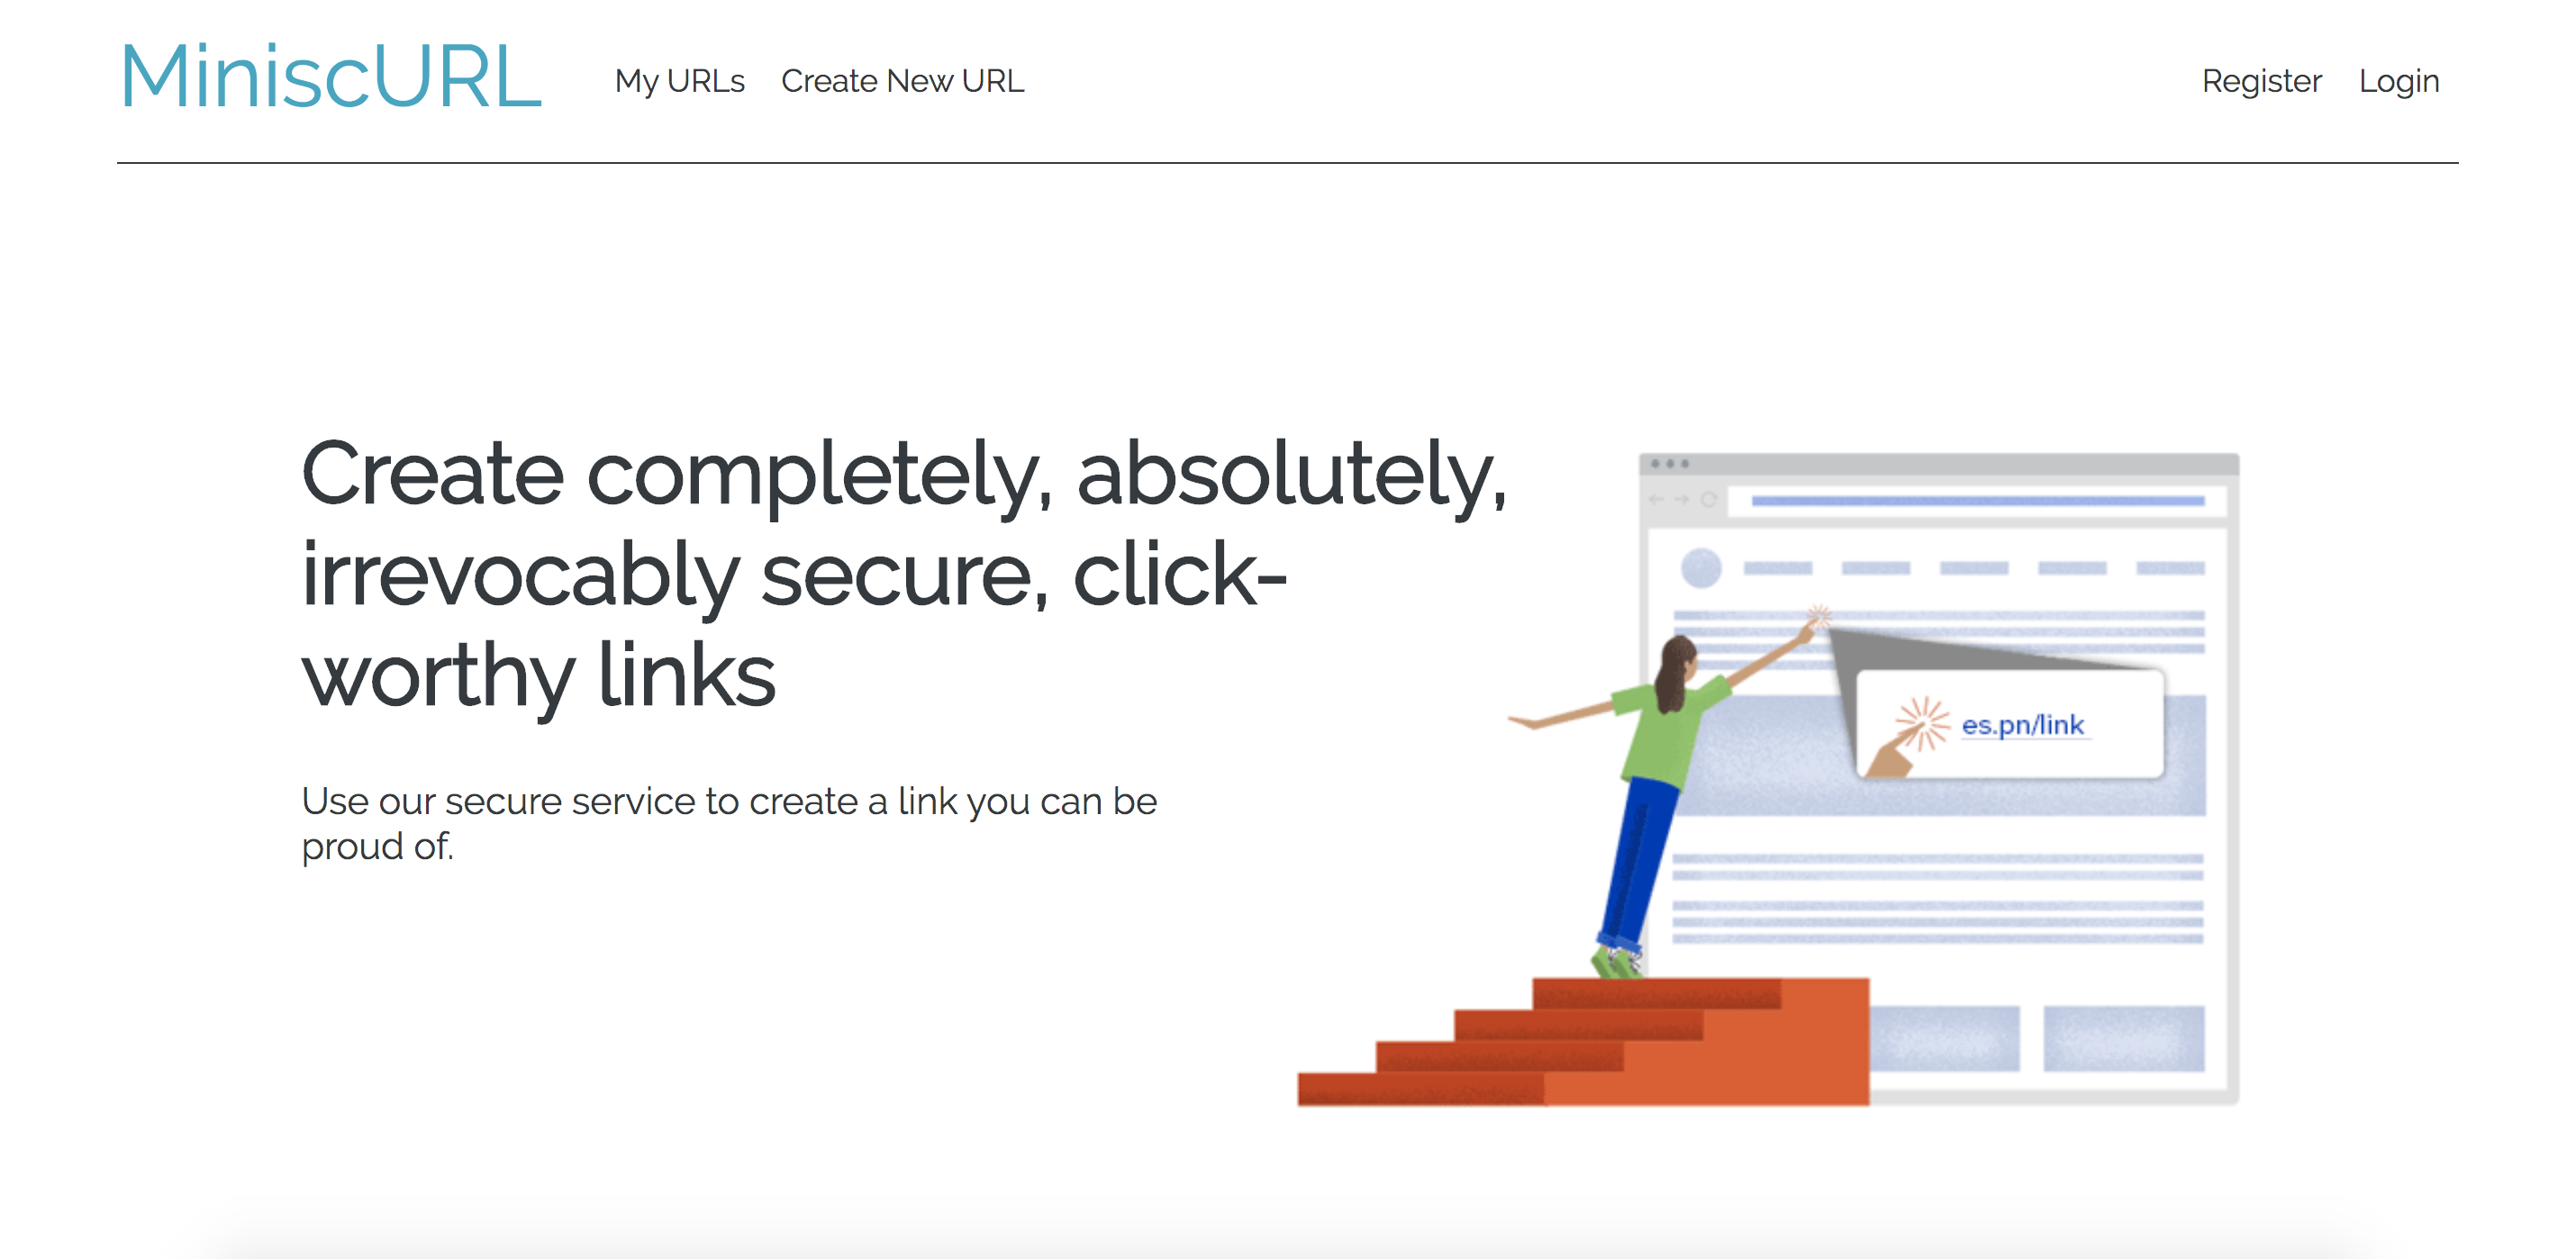 MiniscURL My URLs Create New URL Register Login
Create completely, absolutely,
irrevocably secure, click-
worthy links
Use our secure service to create a link you can be
proud of.
es.pn/link